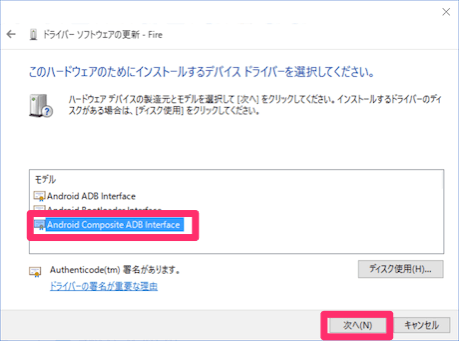 ドライバー ソフトウェアの更新 - Fire
このハードウェアのためにインストールするデバイス ドライバーを選択してください。
ハードウェア デバイスの製造元とモデルを選択して [次へ] をクリックしてください。インストールするドライバーのディ
スクがある場合は、[ディスク使用] をクリックしてください。
モデル
Android ADB Interface
Android Bootloader Interface
Android Composite ADB Interface
Authenticode(tm) 署名があります。
ディスク使用(H)...
ドライバーの署名が重要な理由
次へ(N)
キャンセル